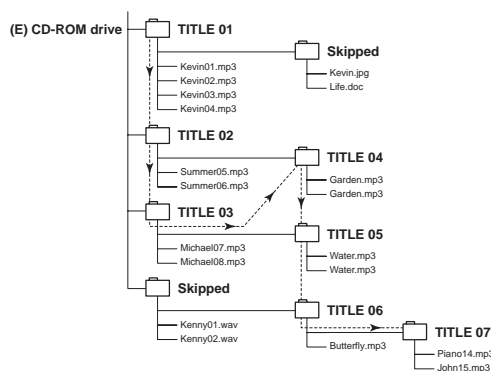 (E) CD-ROM drive
TITLE 01
Skipped
Kevin01.mp3
Kevin02.mp3
Kevin03.mp3
Kevin04.mp3
Kevin.jpg
Life.doc
TITLE 02
TITLE 04
Summer05.mp3
Summer06.mp3
Garden.mp3
Garden.mp3
TITLE 03
TITLE 05
Michael07.mp3
Michael08.mp3
Water.mp3
Water.mp3
Skipped
TITLE 06
Kenny01.wav
Kenny02.wav
Butterfly.mp3
TITLE 07
Piano14.mp3
John15.mp3